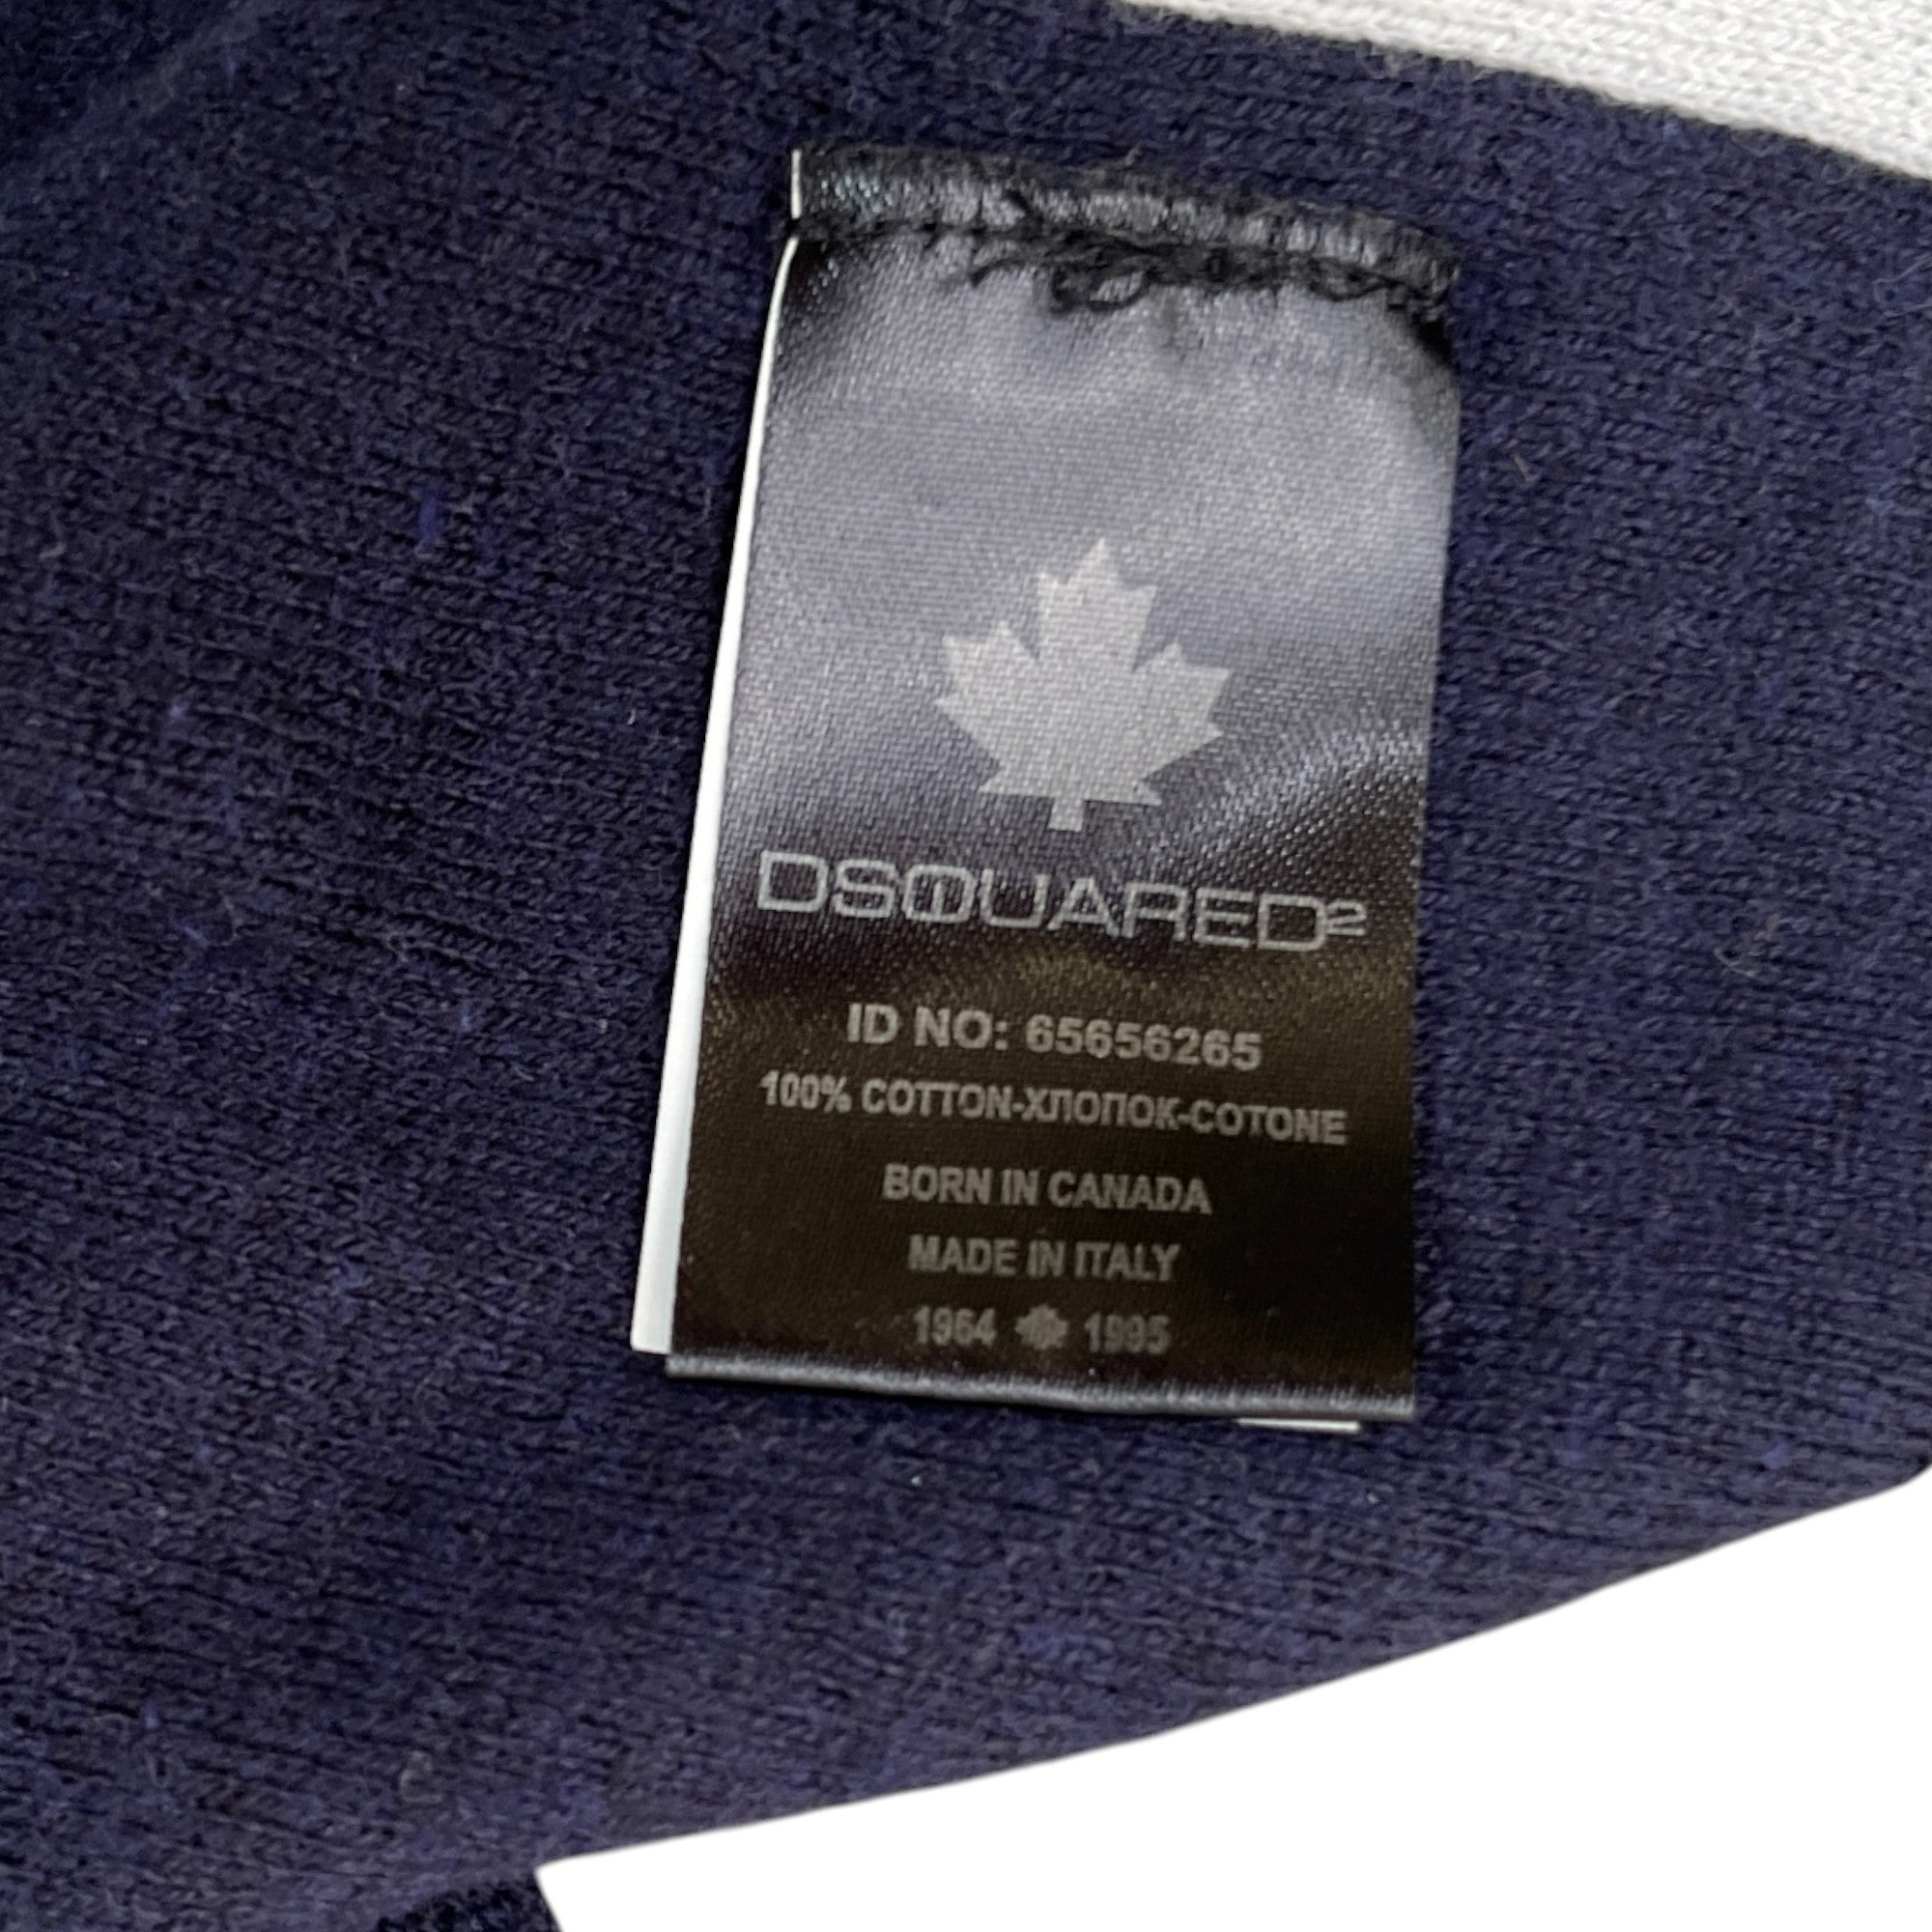 DSQUARED2
ID NO: 65656265
100% COTTON-ХЛОПОК-COTONE
BORN IN CANADA
MADE IN ITALY
1964 1995